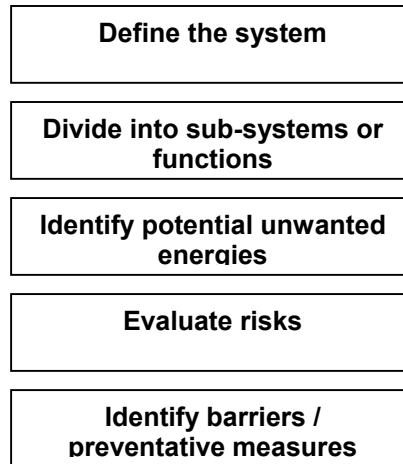 Define the system
Divide into sub-systems or
functions
Identify potential unwanted
energies
Evaluate risks
Identify barriers /
preventative measures